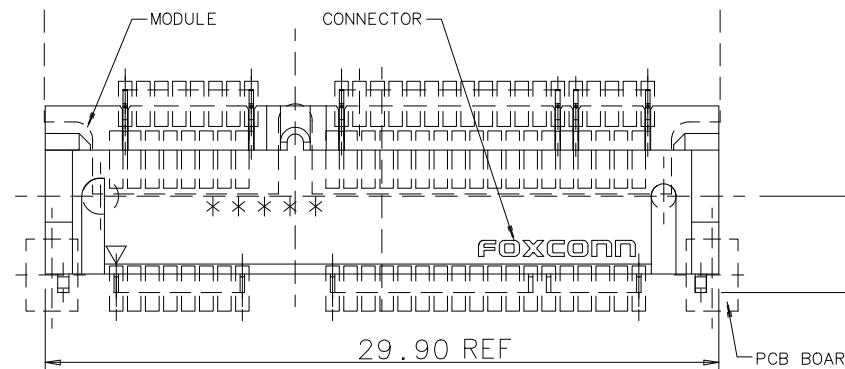 MODULE
CONNECTOR
*****
FOXCONN
29.90 REF
PCB BOAR